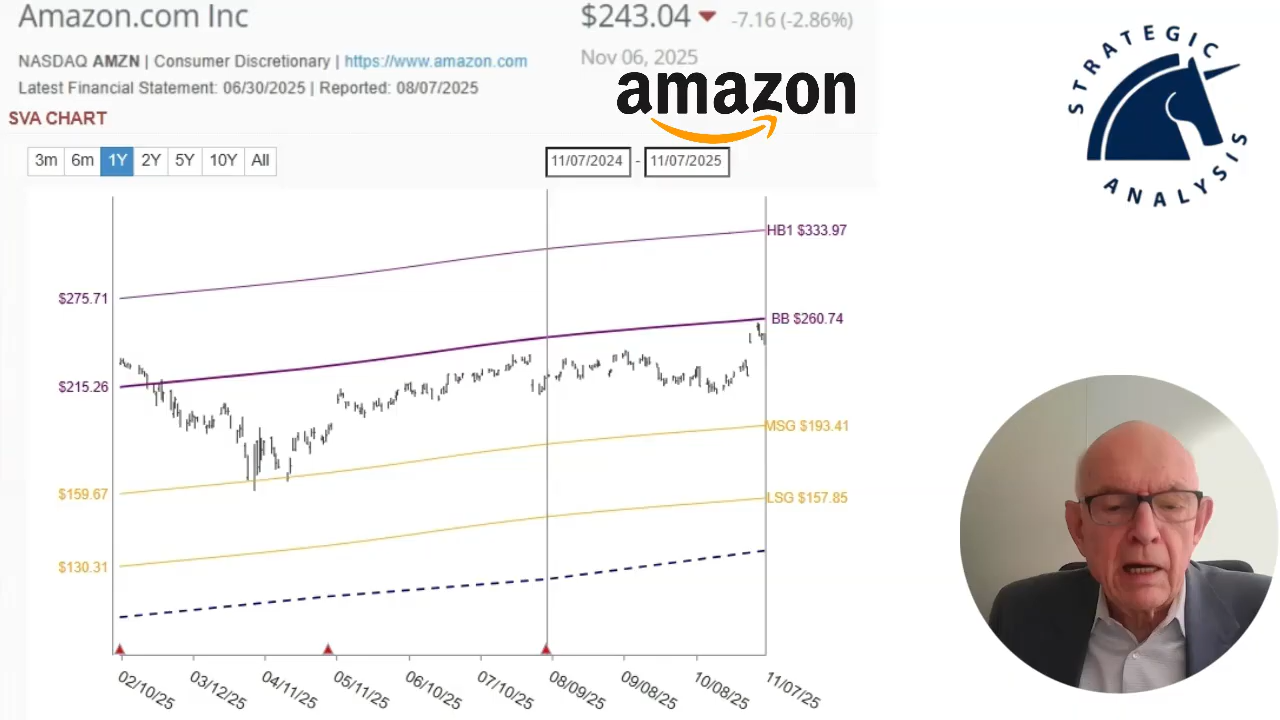 Amazon.com Inc
$243.04 -7.16 (-2.86%)
Nov 06, 2025
NASDAQ AMZN | Consumer Discretionary | https://www.amazon.com
Latest Financial Statement: 06/30/2025 | Reported: 08/07/2025
amazon
SVA CHART
3m 6m 1Y 2Y 5Y 10Y All
11/07/2024 - 11/07/2025
HB1 $333.97
$275.71
BB $260.74
$215.26
MSG $193.41
$159.67
LSG $157.85
$130.31
02/10/25 03/12/25 04/11/25 05/11/25 06/10/25 07/10/25 08/09/25 09/08/25 10/08/25 11/07/25
STRATEGIC
ANALYSIS